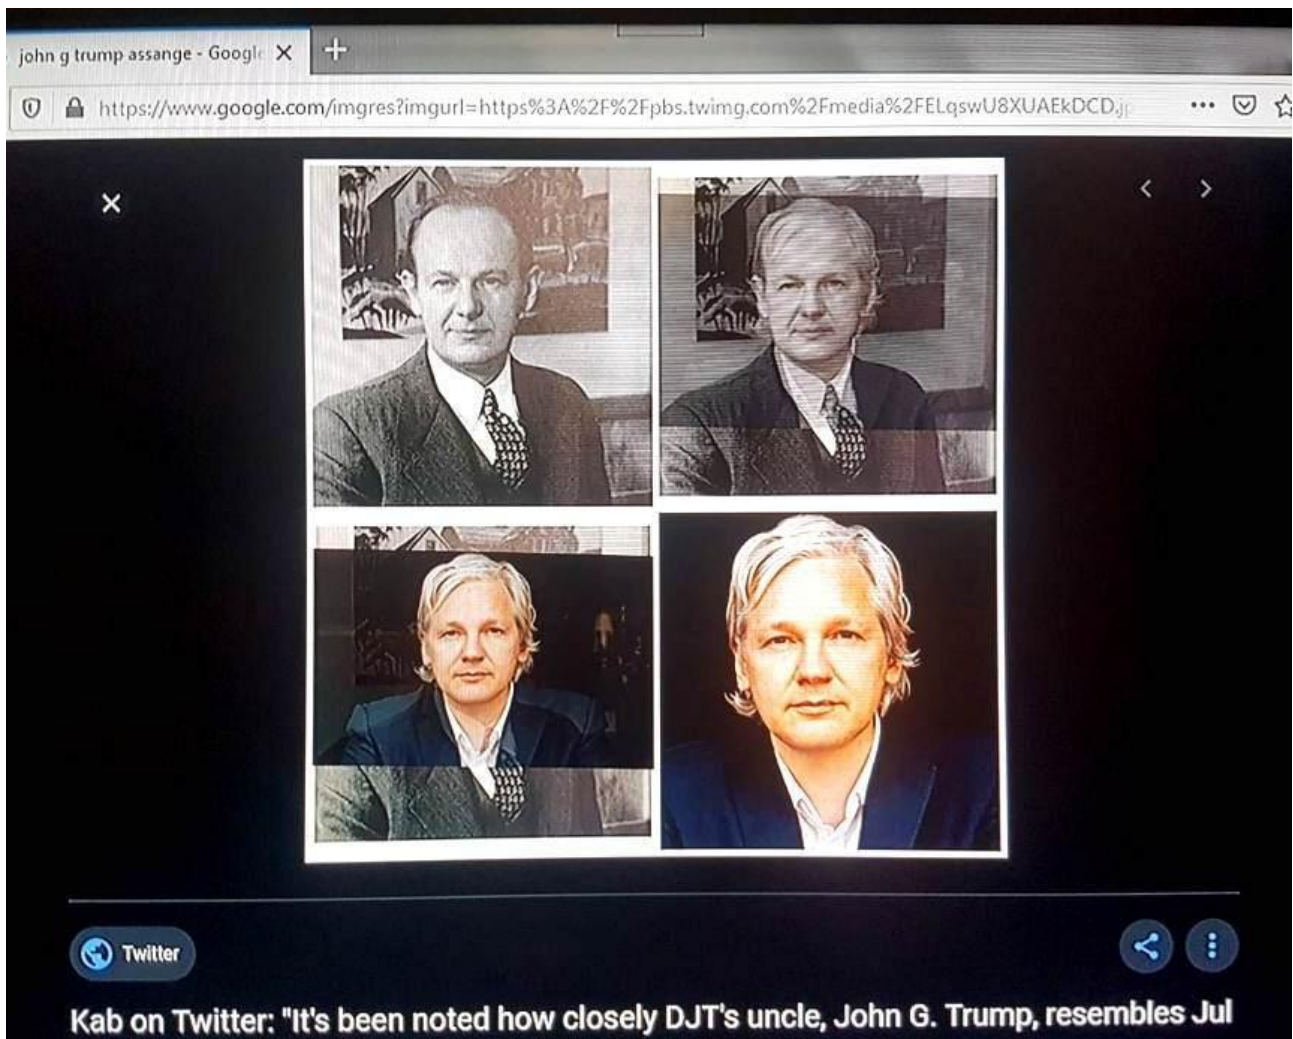 john g trump assange - Googl
https://www.google.com/imgres?imgurl=https%3A%2F%2Fpbs.twimg.com%2Fmedia%2FELqswU8XUAEkDCD.j
Twitter
Kab on Twitter: "It's been noted how closely DJT's uncle, John G. Trump, resembles Jul